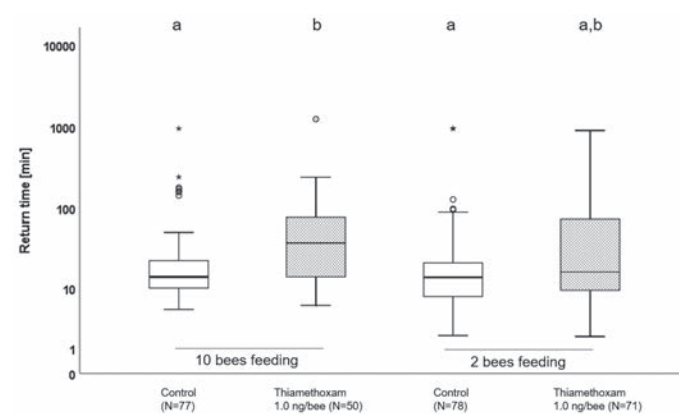 a b a a,b
10000
1000
100
10
1
0
Return time [min]
10 bees feeding 2 bees feeding
Control Thiamethoxam Control Thiamethoxam
(N=77) 1.0 ng/bee (N=50) (N=78) 1.0 ng/bee (N=71)